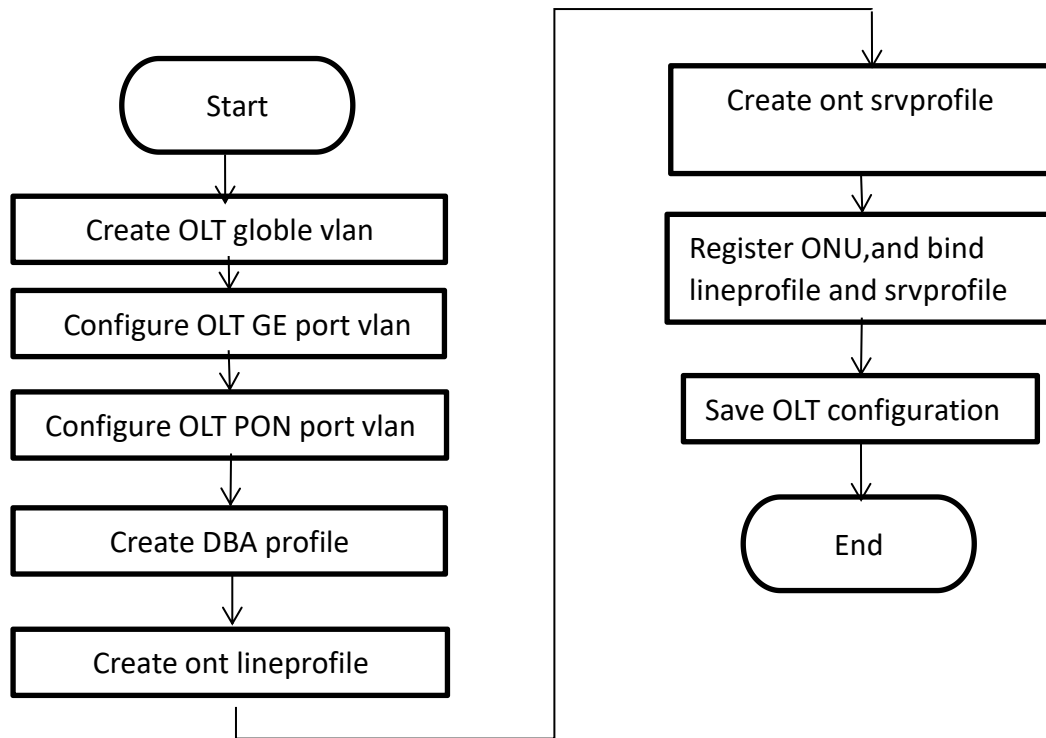 Start
Create OLT globle vlan
Configure OLT GE port vlan
Configure OLT PON port vlan
Create DBA profile
Create ont lineprofile
Create ont srvprofile
Register ONU,and bind
lineprofile and srvprofile
Save OLT configuration
End